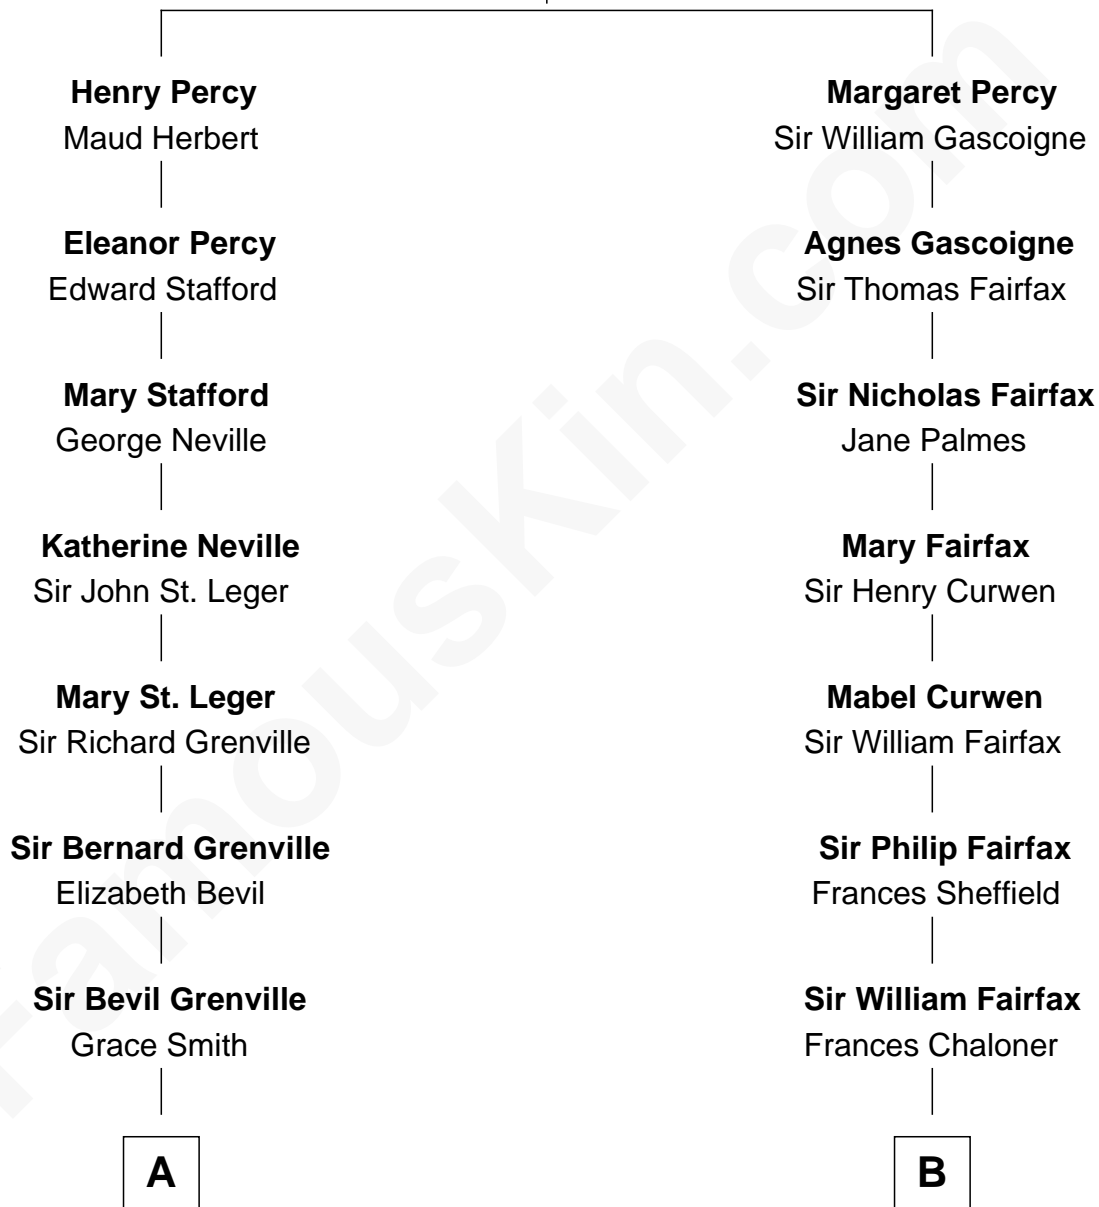 Henry Percy
Maud Herbert
Eleanor Percy
Edward Stafford
Mary Stafford
George Neville
Katherine Neville
Sir John St. Leger
Mary St. Leger
Sir Richard Grenville
Sir Bernard Grenville
Elizabeth Bevil
Sir Bevil Grenville
Grace Smith
A
Margaret Percy
Sir William Gascoigne
Agnes Gascoigne
Sir Thomas Fairfax
Sir Nicholas Fairfax
Jane Palmes
Mary Fairfax
Sir Henry Curwen
Mabel Curwen
Sir William Fairfax
Sir Philip Fairfax
Frances Sheffield
Sir William Fairfax
Frances Chaloner
B
FamousKin.com